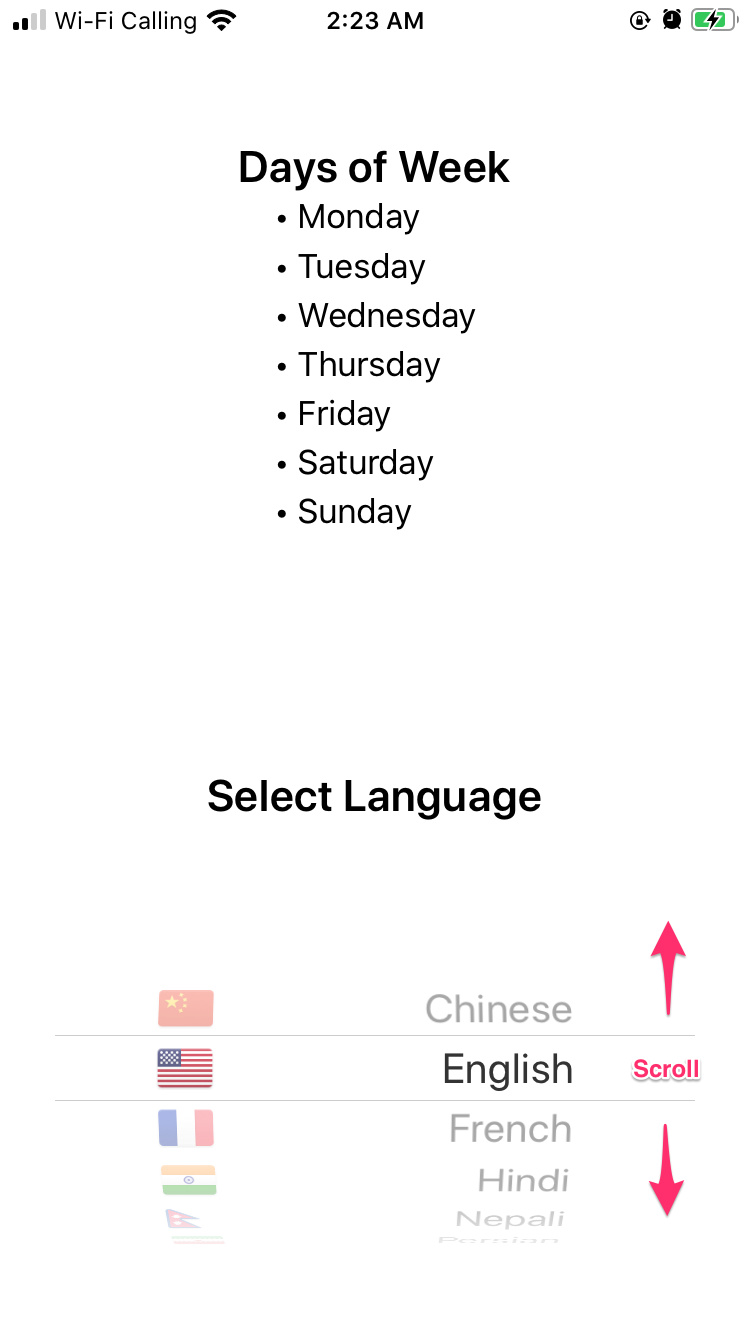 Wi-Fi Calling 2:23 AM
Days of Week
• Monday
• Tuesday
• Wednesday
• Thursday
• Friday
• Saturday
• Sunday
Select Language
Chinese
English Scroll
French
Hindi
Nepali
Persian